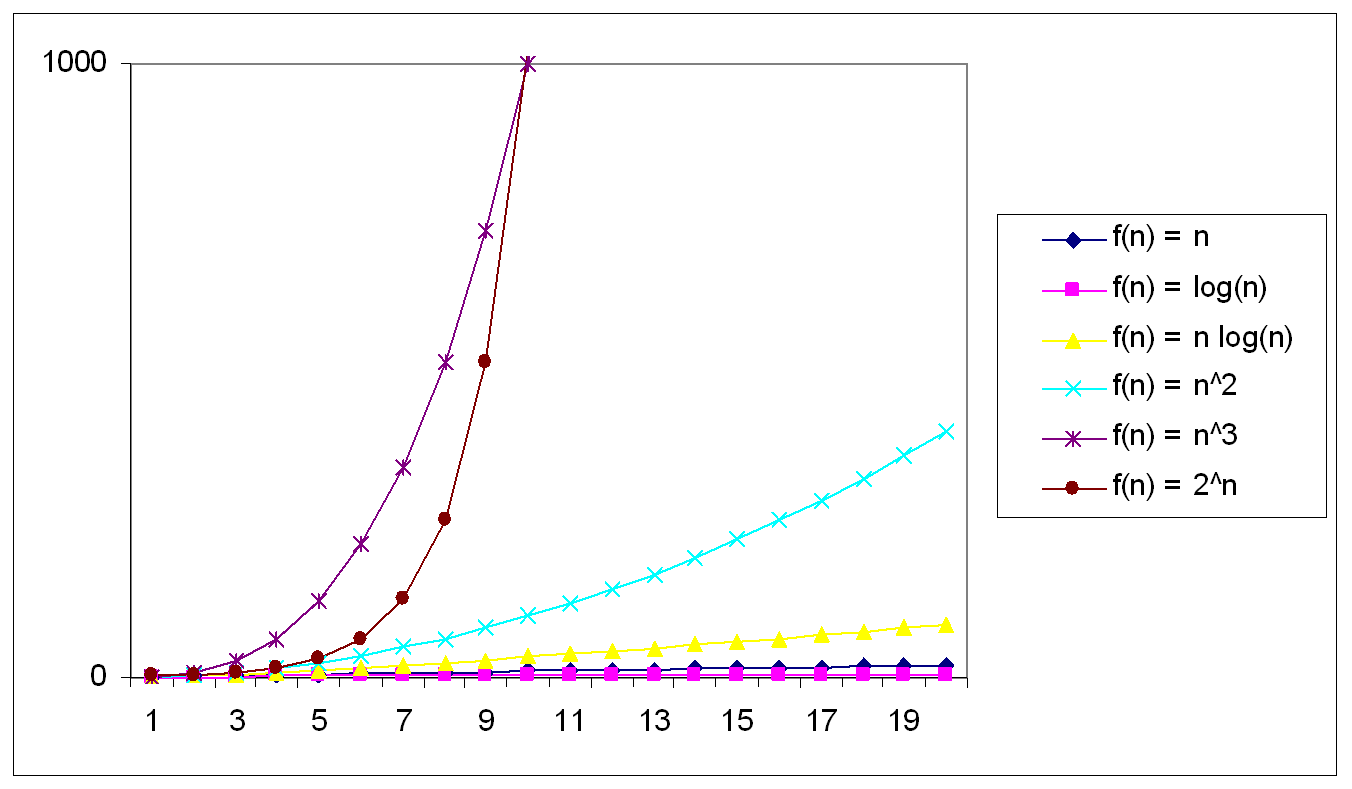 1000
0
1 3 5 7 9 11 13 15 17 19
f(n) = n
f(n) = log(n)
f(n) = n log(n)
f(n) = n^2
f(n) = n^3
f(n) = 2^n